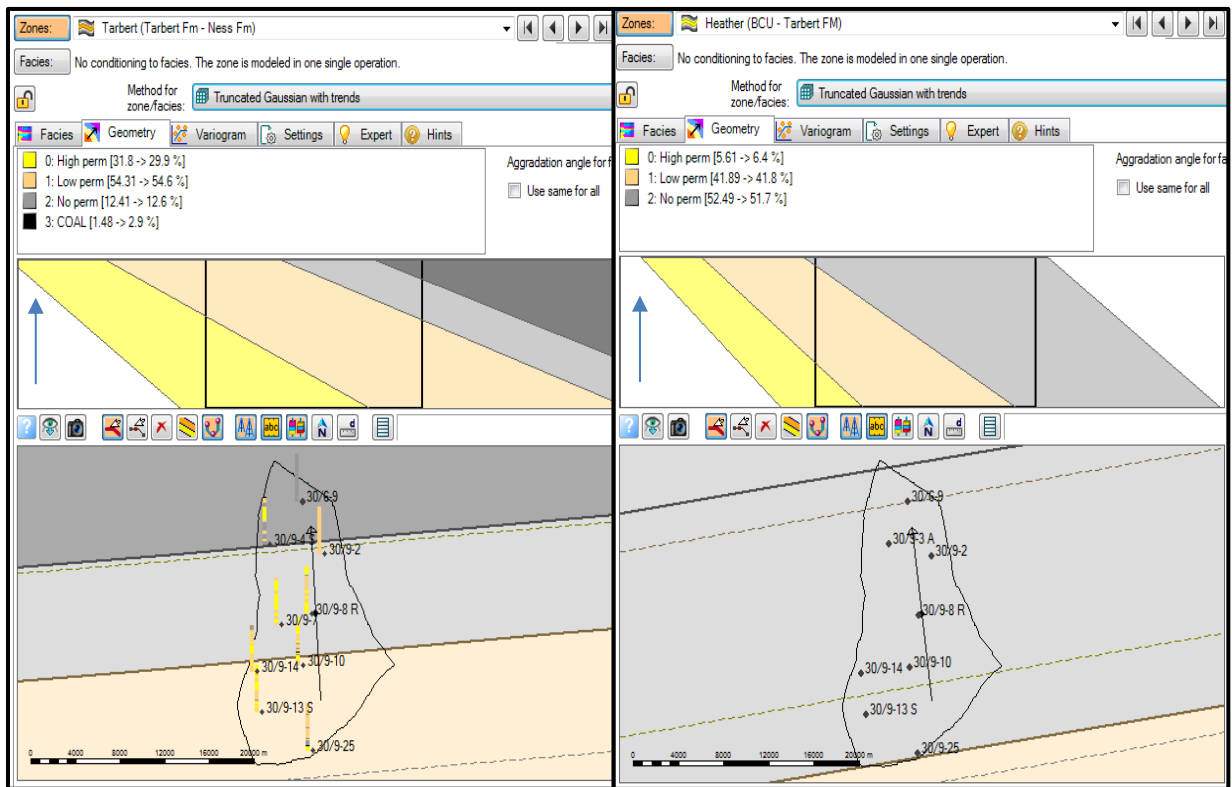 Zones: Tarbert (Tarbert Fm - Ness Fm)
Facies: No conditioning to facies. The zone is modeled in one single operation.
Method for zone/facies: Truncated Gaussian with trends
Facies Geometry Variogram Settings Expert Hints
0: High perm [31.8 -> 29.9 %]
1: Low perm [54.31 -> 54.6 %]
2: No perm [12.41 -> 12.6 %]
3: COAL [1.48 -> 2.9 %]
Aggradation angle for f
Use same for all
? abc N d
30/6-9
30/9-4 S
30/9-2
30/9-8 R
30/9-7
30/9-14
30/9-10
30/9-13 S
30/9-25
0 4000 8000 12000 16000 20000 m
Zones: Heather (BCU - Tarbert FM)
Facies: No conditioning to facies. The zone is modeled in one single operation.
Method for zone/facies: Truncated Gaussian with trends
Facies Geometry Variogram Settings Expert Hints
0: High perm [5.61 -> 6.4 %]
1: Low perm [41.89 -> 41.8 %]
2: No perm [52.49 -> 51.7 %]
Aggradation angle for fa
Use same for all
? abc N d
30/6-9
30/9-3 A
30/9-2
30/9-8 R
30/9-10
30/9-14
30/9-13 S
30/9-25
0 4000 8000 12000 16000 20000 m